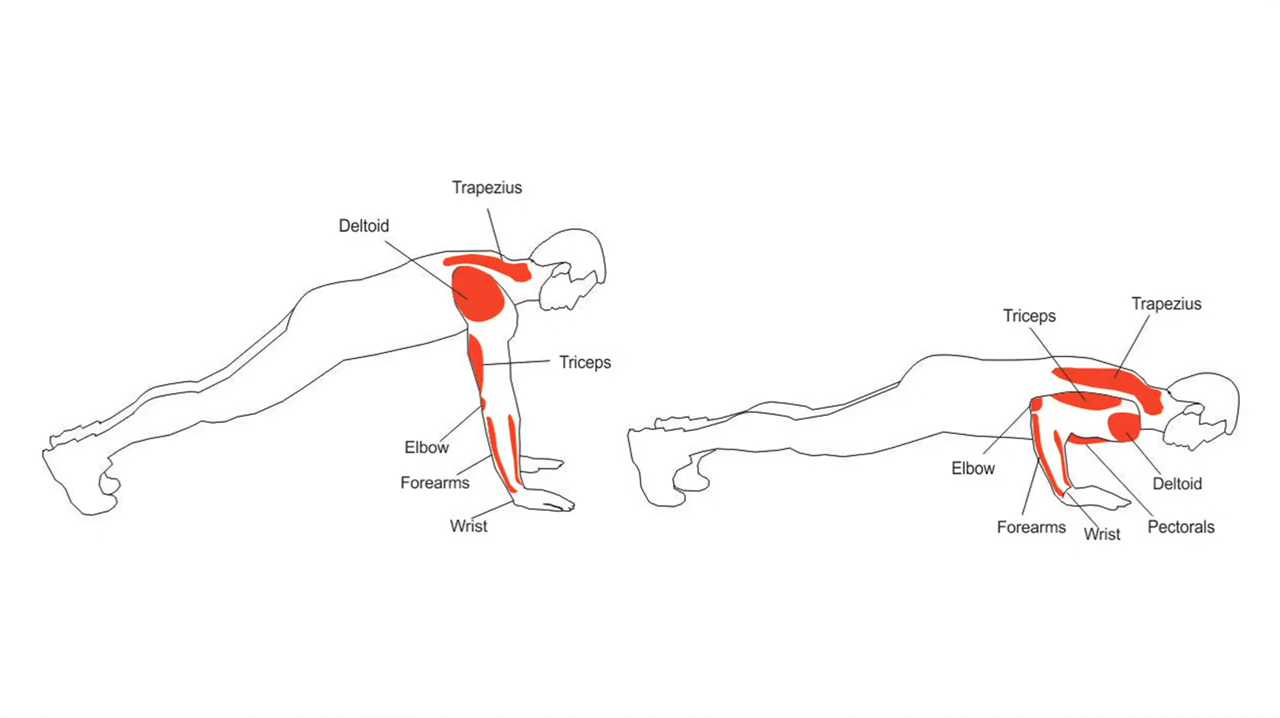 Trapezius
Deltoid
Triceps
Elbow
Forearms
Wrist
Trapezius
Triceps
Elbow
Deltoid
Forearms
Wrist
Pectorals